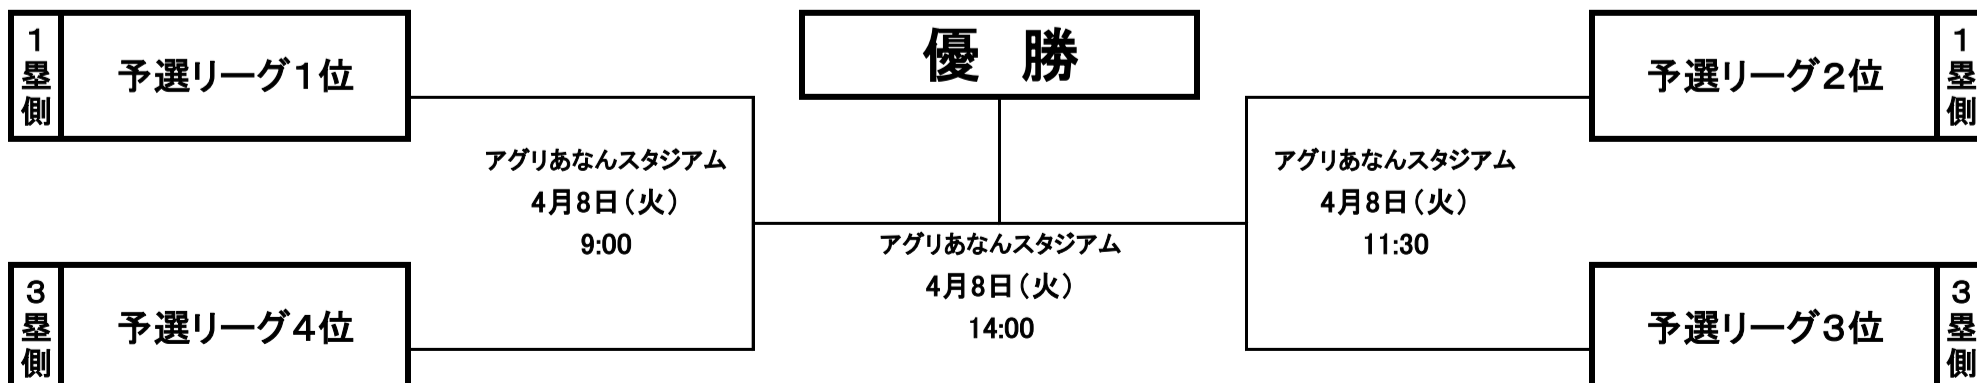 1塁側
予選リーグ1位
優 勝
予選リーグ2位
1塁側
アグリあなんスタジアム
4月8日(火)
9:00
アグリあなんスタジアム
4月8日(火)
11:30
アグリあなんスタジアム
4月8日(火)
14:00
3塁側
予選リーグ4位
予選リーグ3位
3塁側